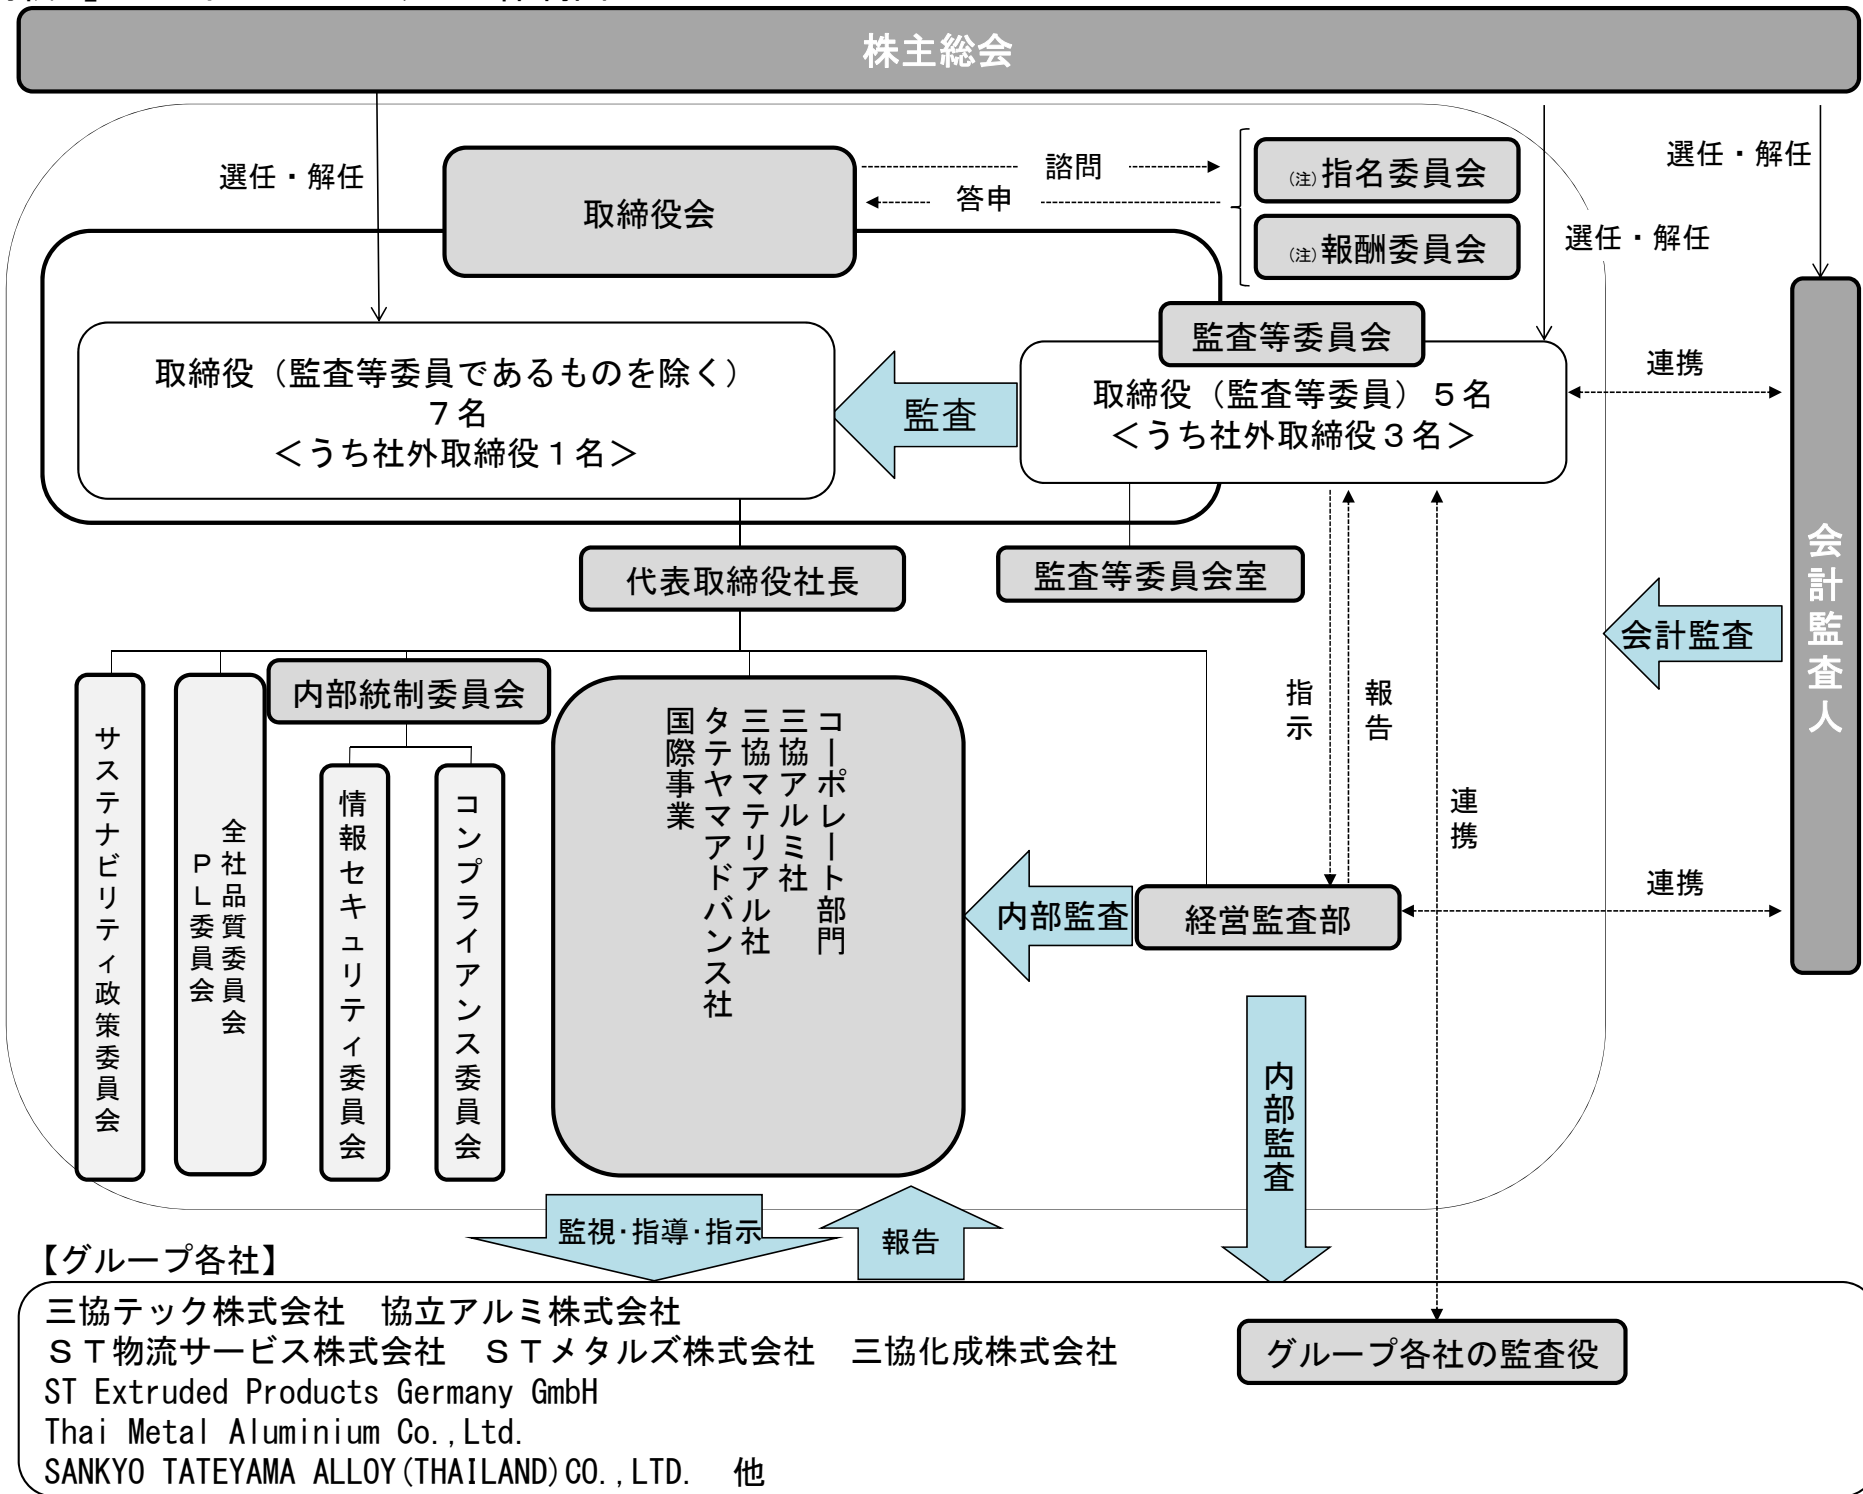 株主総会
選任・解任
取締役会
諮問
答申
(注)指名委員会
(注)報酬委員会
選任・解任
選任・解任
監査等委員会
取締役（監査等委員であるものを除く）
７名
＜うち社外取締役１名＞
監査
取締役（監査等委員）５名
＜うち社外取締役３名＞
連携
会計監査人
代表取締役社長
監査等委員会室
会計監査
内部統制委員会
サステナビリティ政策委員会
全社品質委員会
ＰＬ委員会
情報セキュリティ委員会
コンプライアンス委員会
コーポレート部門
三協アルミ社
三協マテリアル社
タテヤマアドバンス社
国際事業
指示
報告
連携
内部監査
経営監査部
連携
内部監査
監視・指導・指示
報告
【グループ各社】
三協テック株式会社　協立アルミ株式会社
ＳＴ物流サービス株式会社　ＳＴメタルズ株式会社　三協化成株式会社
ST Extruded Products Germany GmbH
Thai Metal Aluminium Co.,Ltd.
SANKYO TATEYAMA ALLOY(THAILAND)CO.,LTD.　他
グループ各社の監査役